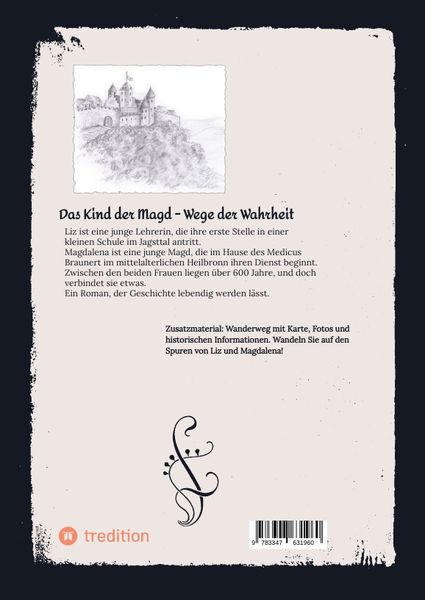 Das Kind der Magd - Wege der Wahrheit
Liz ist eine junge Lehrerin, die ihre erste Stelle in einer
kleinen Schule im Jagsttal antritt.
Magdalena ist eine junge Magd, die im Hause des Medicus
Braunert im mittelalterlichen Heilbronn ihren Dienst beginnt.
Zwischen den beiden Frauen liegen über 600 Jahre, und doch
verbindet sie etwas.
Ein Roman, der Geschichte lebendig werden lässt.
Zusatzmaterial: Wanderweg mit Karte, Fotos und
historischen Informationen. Wandeln Sie auf den
Spuren von Liz und Magdalena!
tredition
9 783347 631960